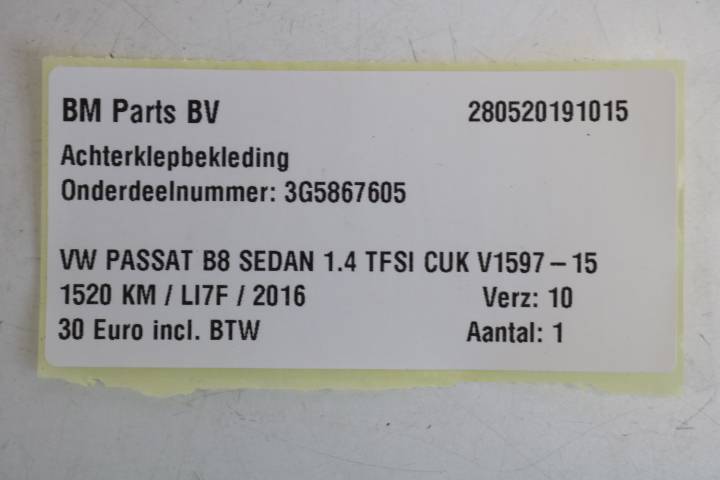 BM Parts BV 280520191015
Achterklepbekleding
Onderdeelnummer: 3G5867605
VW PASSAT B8 SEDAN 1.4 TFSI CUK V1597 – 15
1520 KM / LI7F / 2016 Verz: 10
30 Euro incl. BTW Aantal: 1